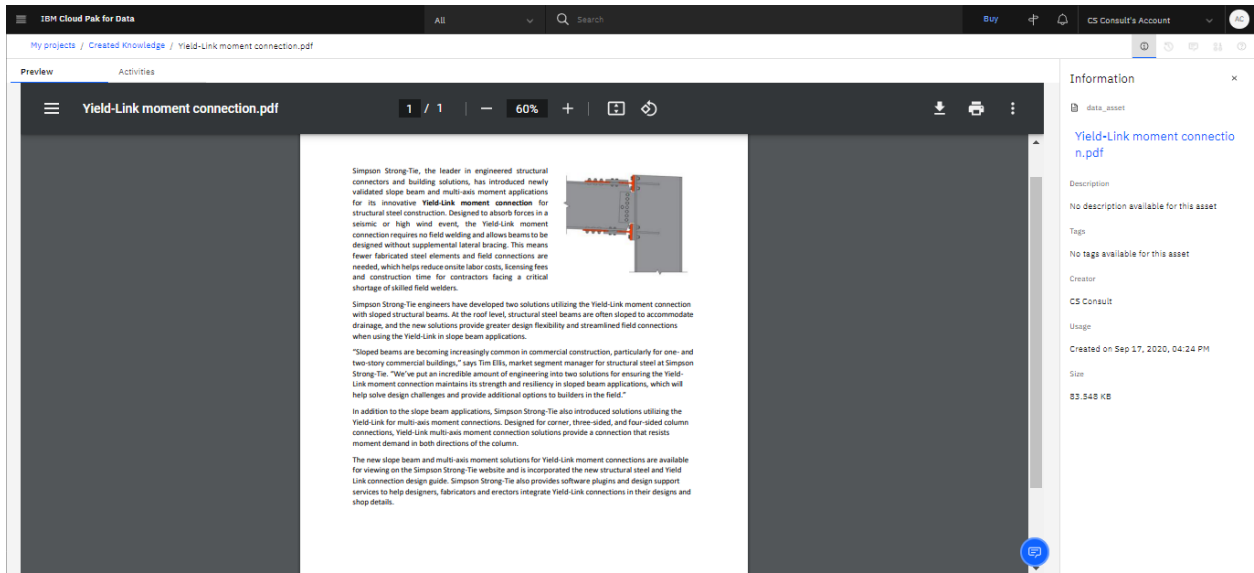 IBM Cloud Pak for Data
All
Search
Buy
CS Consult's Account
AC
My projects / Created Knowledge / Yield-Link moment connection.pdf
Preview
Activities
Yield-Link moment connection.pdf
1 / 1
60%
Simpson Strong-Tie, the leader in engineered structural
connectors and building solutions, has introduced newly
validated slope beam and multi-axis moment applications
for its innovative Yield-Link moment connection for
structural steel construction. Designed to absorb forces in a
seismic or high wind event, the Yield-Link moment
connection requires no field welding and allows beams to be
designed without supplemental lateral bracing. This means
fewer fabricated steel elements and field connections are
needed, which helps reduce onsite labor costs, licensing fees
and construction time for contractors facing a critical
shortage of skilled field welders.
Simpson Strong-Tie engineers have developed two solutions utilizing the Yield-Link moment connection
with sloped structural beams. At the roof level, structural steel beams are often sloped to accommodate
drainage, and the new solutions provide greater design flexibility and streamlined field connections
when using the Yield-Link in slope beam applications.
“Sloped beams are becoming increasingly common in commercial construction, particularly for one- and
two-story commercial buildings,” says Tim Ellis, market segment manager for structural steel at Simpson
Strong-Tie. “We’ve put an incredible amount of engineering into two solutions for ensuring the Yield-
Link moment connection maintains its strength and resiliency in sloped beam applications, which will
help solve design challenges and provide additional options to builders in the field.”
In addition to the slope beam applications, Simpson Strong-Tie also introduced solutions utilizing the
Yield-Link for multi-axis moment connections. Designed for corner, three-sided, and four-sided column
connections, Yield-Link multi-axis moment connection solutions provide a connection that resists
moment demand in both directions of the column.
The new slope beam and multi-axis moment solutions for Yield-Link moment connections are available
for viewing on the Simpson Strong-Tie website and is incorporated the new structural steel and Yield
Link connection design guide. Simpson Strong-Tie also provides software plugins and design support
services to help designers, fabricators and erectors integrate Yield-Link connections in their designs and
shop details.
Information
data_asset
Yield-Link moment connectio
n.pdf
Description
No description available for this asset
Tags
No tags available for this asset
Creator
CS Consult
Usage
Created on Sep 17, 2020, 04:24 PM
Size
83.548 KB